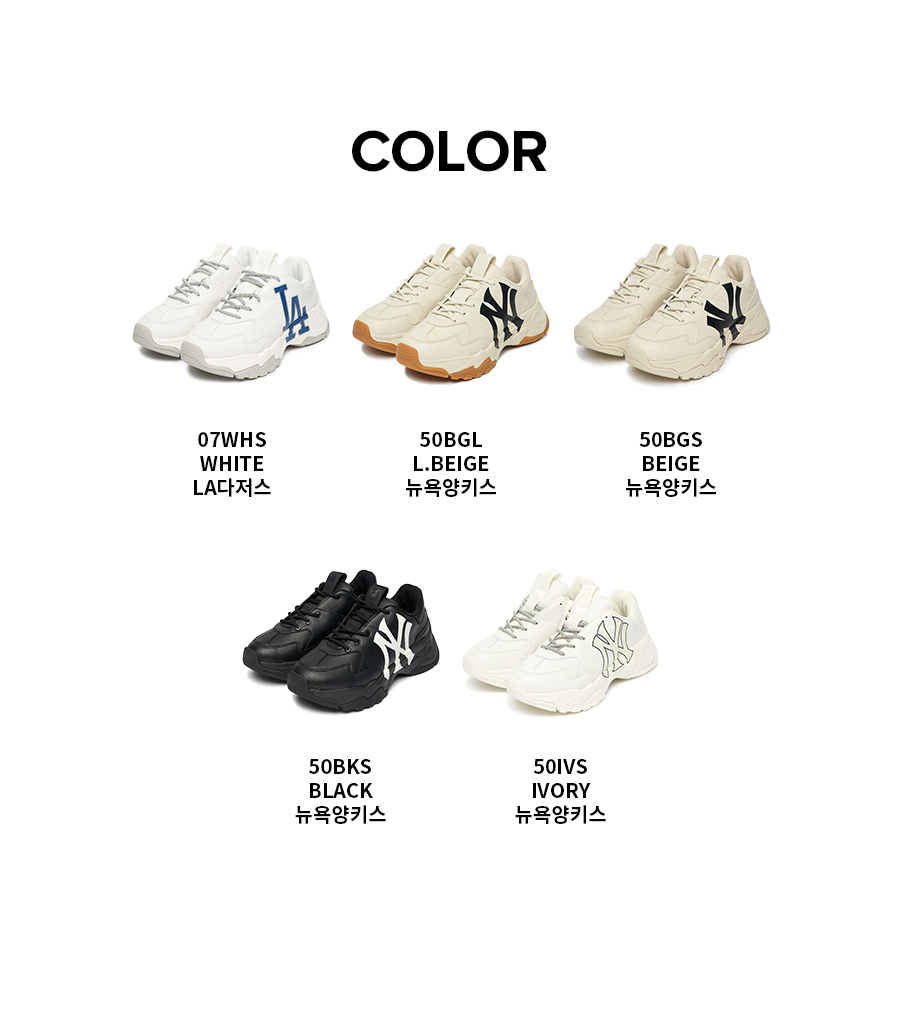 COLOR
LA
NY
NY
07WHS
WHITE
LA다저스
50BGL
L.BEIGE
뉴욕양키스
50BGS
BEIGE
뉴욕양키스
NY
NY
50BKS
BLACK
뉴욕양키스
50IVS
IVORY
뉴욕양키스